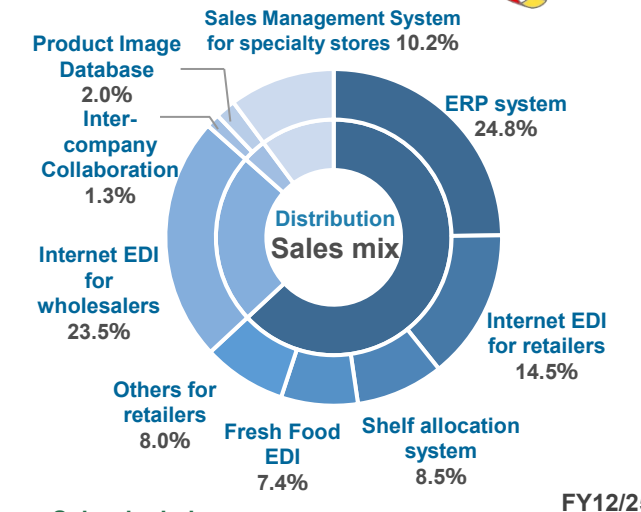 Sales Management System
for specialty stores 10.2%
Product Image
Database
2.0%
Inter-
company
Collaboration
1.3%
ERP system
24.8%
Distribution
Sales mix
Internet EDI
for
wholesalers
23.5%
Internet EDI
for retailers
14.5%
Others for
retailers
8.0%
Fresh Food
EDI
7.4%
Shelf allocation
system
8.5%